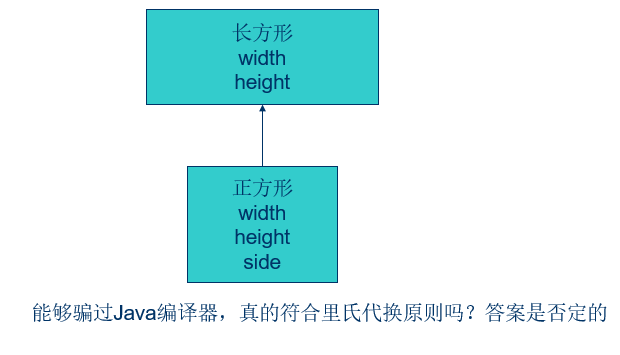 长方形
width
height
正方形
width
height
side
能够骗过Java编译器，真的符合里氏代换原则吗？答案是否定的